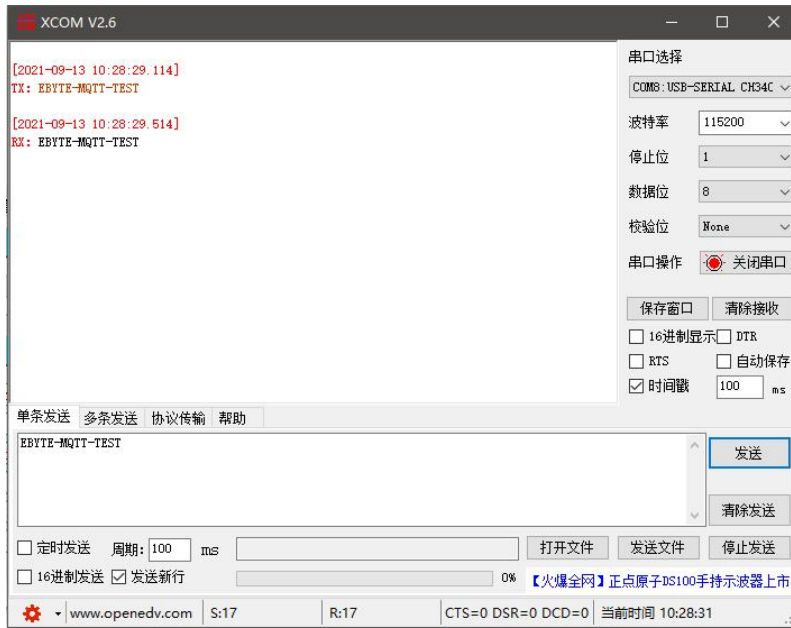 XCOM V2.6
[2021-09-13 10:28:29.114]
TX: EBYTE-MQTT-TEST
[2021-09-13 10:28:29.514]
RX: EBYTE-MQTT-TEST
串口选择
COM8:USB-SERIAL CH34C
波特率 115200
停止位 1
数据位 8
校验位 None
串口操作 关闭串口
保存窗口 清除接收
16进制显示 DTR
RTS 自动保存
时间戳 100 ms
单条发送 多条发送 协议传输 帮助
EBYTE-MQTT-TEST
发送
清除发送
定时发送 周期: 100 ms 打开文件 发送文件 停止发送
16进制发送 发送新行 0% 【火爆全网】正点原子DS100手持示波器上市
www.openedv.com S:17 R:17 CTS=0 DSR=0 DCD=0 当前时间 10:28:31